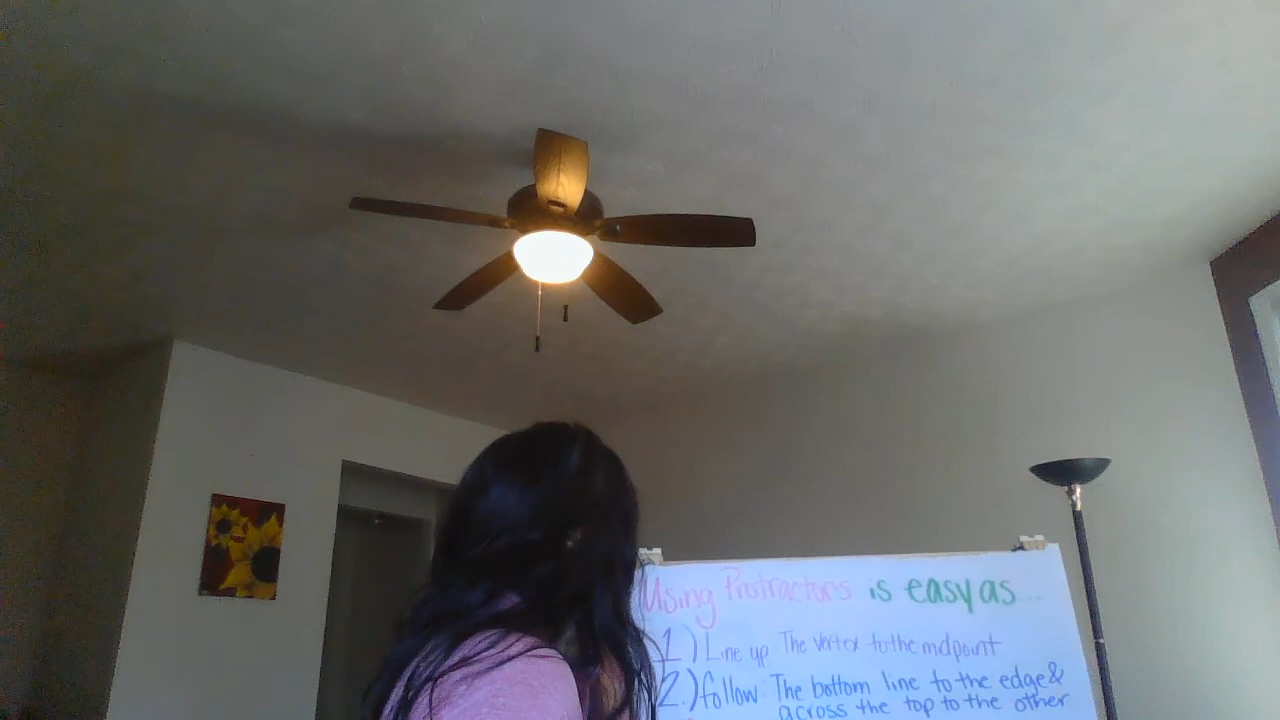 Using Protractors is easy as...
1.) Line up The vertex to the mdpoint
2.) follow The bottom line to the edge &
across the top to the other